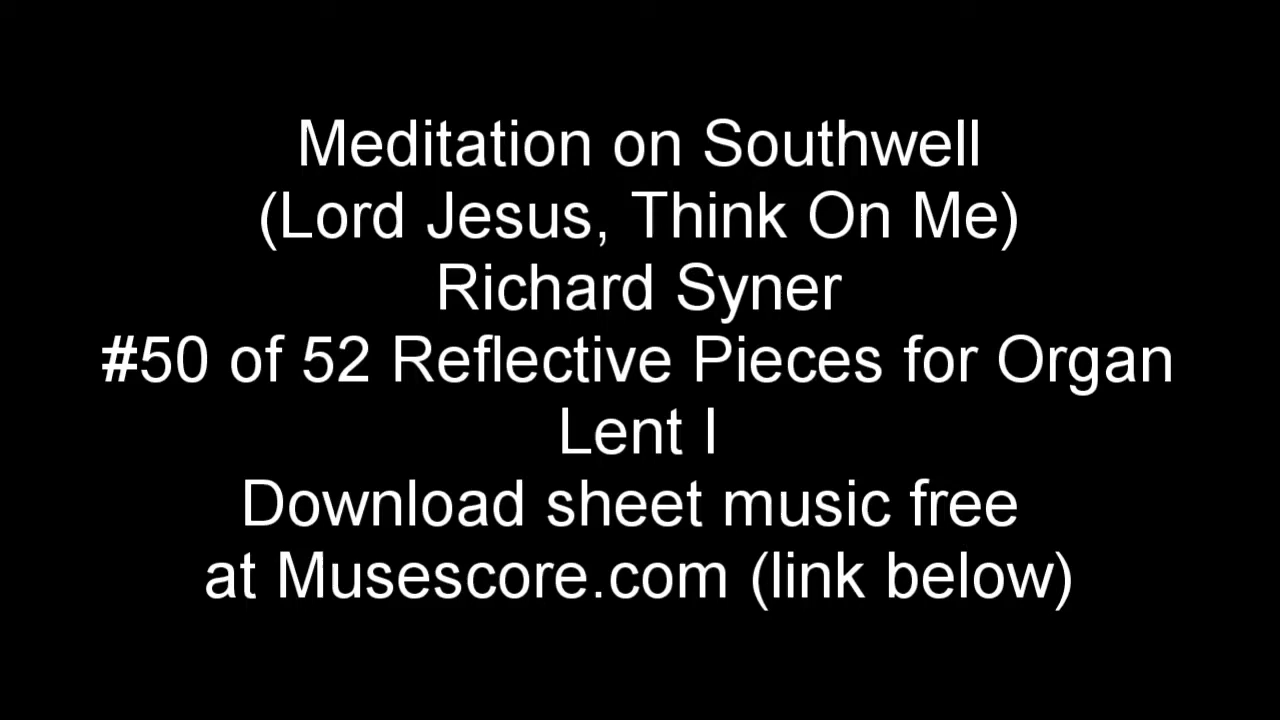 Meditation on Southwell
(Lord Jesus, Think On Me)
Richard Syner
#50 of 52 Reflective Pieces for Organ
Lent I
Download sheet music free
at Musescore.com (link below)